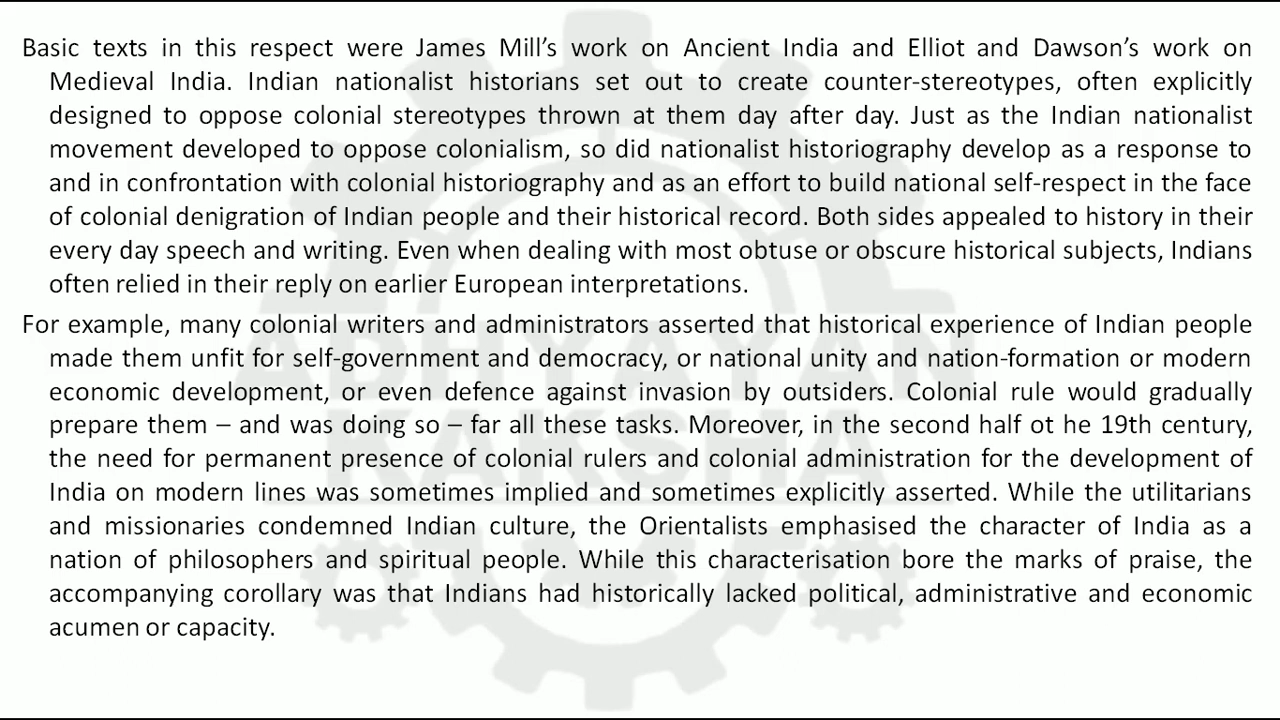 Basic texts in this respect were James Mill’s work on Ancient India and Elliot and Dawson’s work on
Medieval India. Indian nationalist historians set out to create counter-stereotypes, often explicitly
designed to oppose colonial stereotypes thrown at them day after day. Just as the Indian nationalist
movement developed to oppose colonialism, so did nationalist historiography develop as a response to
and in confrontation with colonial historiography and as an effort to build national self-respect in the face
of colonial denigration of Indian people and their historical record. Both sides appealed to history in their
every day speech and writing. Even when dealing with most obtuse or obscure historical subjects, Indians
often relied in their reply on earlier European interpretations.
For example, many colonial writers and administrators asserted that historical experience of Indian people
made them unfit for self-government and democracy, or national unity and nation-formation or modern
economic development, or even defence against invasion by outsiders. Colonial rule would gradually
prepare them – and was doing so – far all these tasks. Moreover, in the second half ot he 19th century,
the need for permanent presence of colonial rulers and colonial administration for the development of
India on modern lines was sometimes implied and sometimes explicitly asserted. While the utilitarians
and missionaries condemned Indian culture, the Orientalists emphasised the character of India as a
nation of philosophers and spiritual people. While this characterisation bore the marks of praise, the
accompanying corollary was that Indians had historically lacked political, administrative and economic
acumen or capacity.
ADHYAYAN
KAKSHA